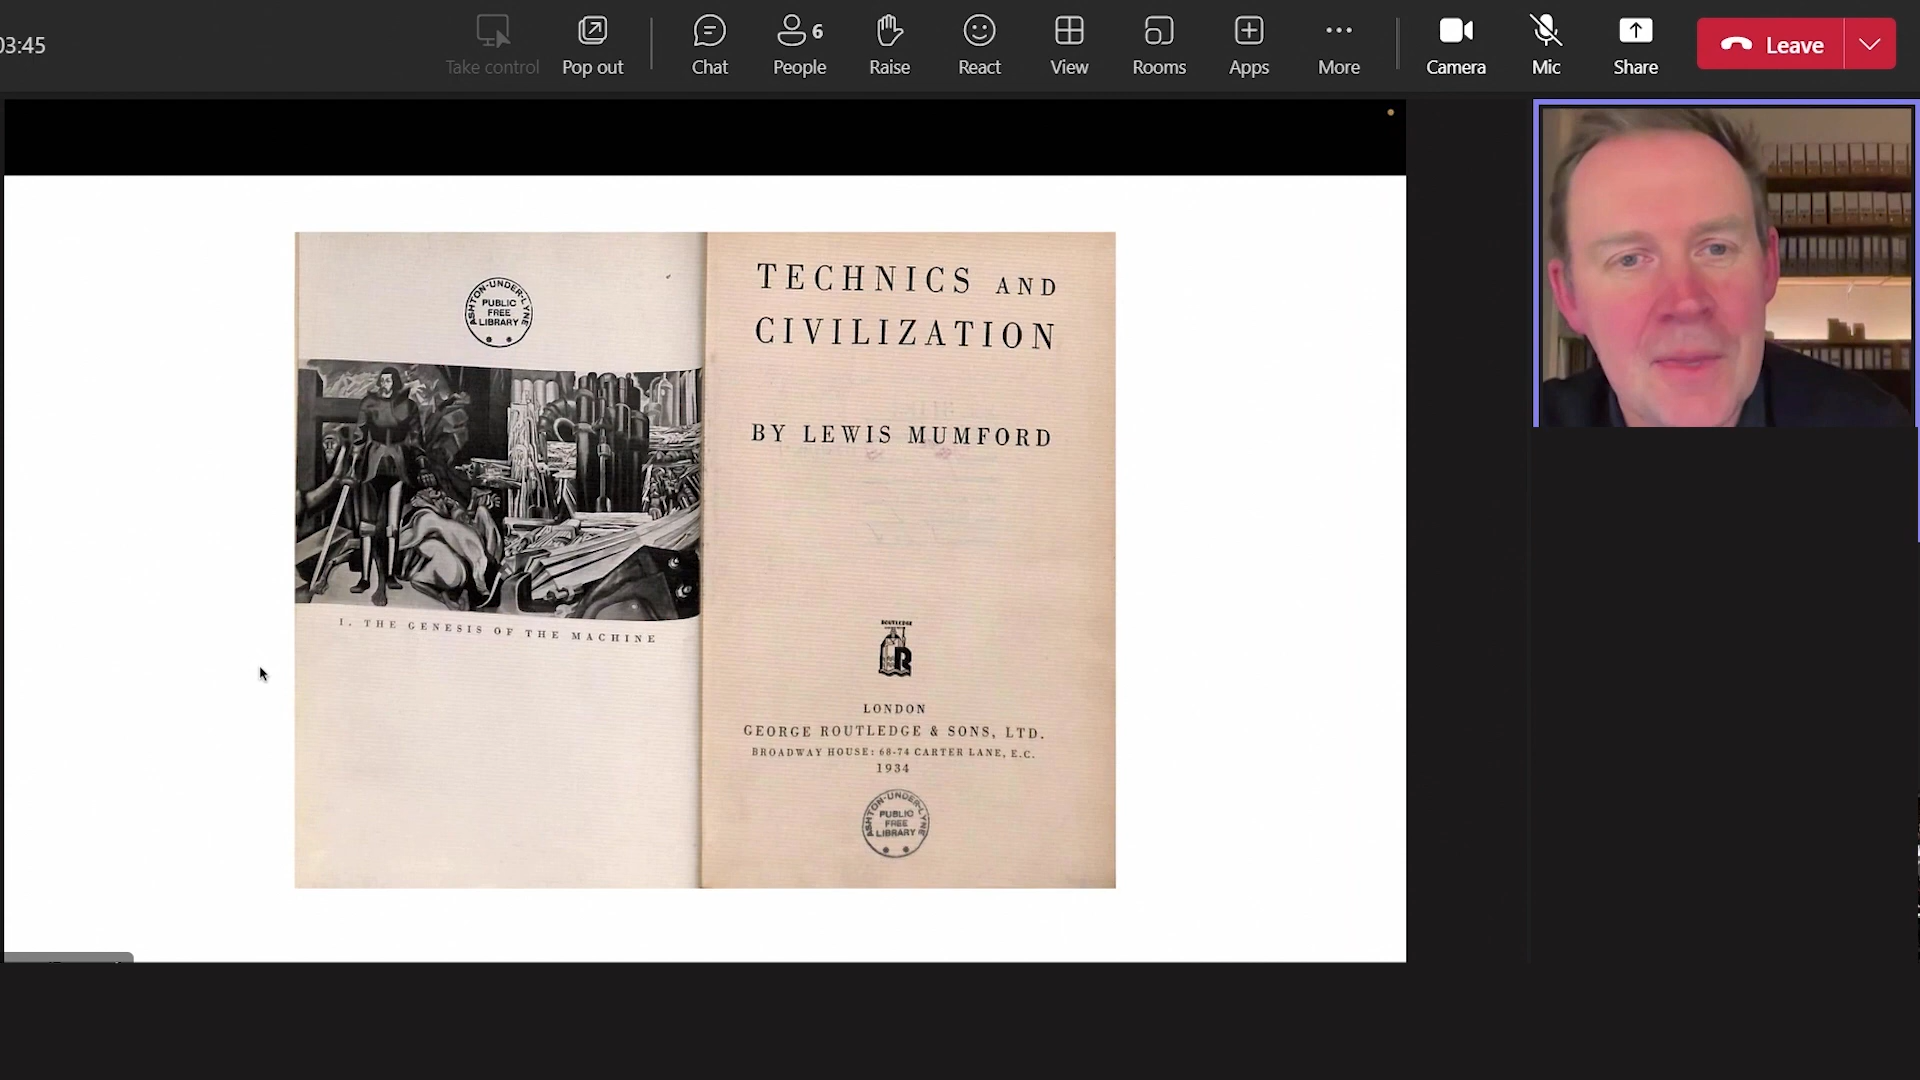 03:45
Take control
Pop out
Chat
People
6
Raise
React
View
Rooms
Apps
More
Camera
Mic
Share
Leave
ASHTON-UNDER-LYNE
PUBLIC
FREE
LIBRARY
I. THE GENESIS OF THE MACHINE
TECHNICS AND
CIVILIZATION
BY LEWIS MUMFORD
ROUTLEDGE
R
LONDON
GEORGE ROUTLEDGE & SONS, LTD.
BROADWAY HOUSE: 68-74 CARTER LANE, E.C.
1934
ASHTON-UNDER-LYNE
PUBLIC
FREE
LIBRARY